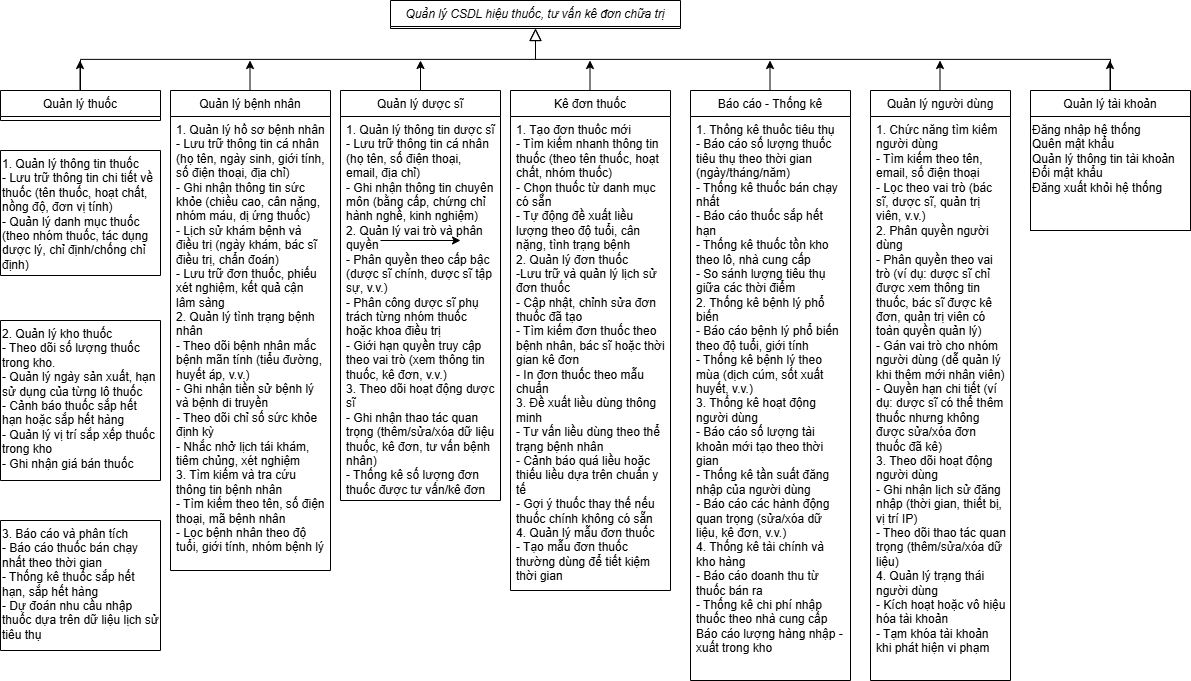 Quản lý CSDL hiệu thuốc, tư vấn kê đơn chữa trị
Quản lý thuốc
1. Quản lý thông tin thuốc
- Lưu trữ thông tin chi tiết về
thuốc (tên thuốc, hoạt chất,
nồng độ, đơn vị tính)
- Quản lý danh mục thuốc
(theo nhóm thuốc, tác dụng
dược lý, chỉ định/chống chỉ
định)
2. Quản lý kho thuốc
- Theo dõi số lượng thuốc
trong kho.
- Quản lý ngày sản xuất, hạn
sử dụng của từng lô thuốc
- Cảnh báo thuốc sắp hết
hạn hoặc sắp hết hàng
- Quản lý vị trí sắp xếp thuốc
trong kho
- Ghi nhận giá bán thuốc
3. Báo cáo và phân tích
- Báo cáo thuốc bán chạy
nhất theo thời gian
- Thống kê thuốc sắp hết
hạn, sắp hết hàng
- Dự đoán nhu cầu nhập
thuốc dựa trên dữ liệu lịch sử
tiêu thụ
Quản lý bệnh nhân
1. Quản lý hồ sơ bệnh nhân
- Lưu trữ thông tin cá nhân
(họ tên, ngày sinh, giới tính,
số điện thoại, địa chỉ)
- Ghi nhận thông tin sức
khỏe (chiều cao, cân nặng,
nhóm máu, dị ứng thuốc)
- Lịch sử khám bệnh và
điều trị (ngày khám, bác sĩ
điều trị, chẩn đoán)
- Lưu trữ đơn thuốc, phiếu
xét nghiệm, kết quả cận
lâm sàng
2. Quản lý tình trạng bệnh
nhân
- Theo dõi bệnh nhân mắc
bệnh mãn tính (tiểu đường,
huyết áp, v.v.)
- Ghi nhận tiền sử bệnh lý
và bệnh di truyền
- Theo dõi chỉ số sức khỏe
định kỳ
- Nhắc nhở lịch tái khám,
tiêm chủng, xét nghiệm
3. Tìm kiếm và tra cứu
thông tin bệnh nhân
- Tìm kiếm theo tên, số điện
thoại, mã bệnh nhân
- Lọc bệnh nhân theo độ
tuổi, giới tính, nhóm bệnh lý
Quản lý dược sĩ
1. Quản lý thông tin dược sĩ
- Lưu trữ thông tin cá nhân
(họ tên, số điện thoại,
email, địa chỉ)
- Ghi nhận thông tin chuyên
môn (bằng cấp, chứng chỉ
hành nghề, kinh nghiệm)
2. Quản lý vai trò và phân
quyền
- Phân quyền theo cấp bậc
(dược sĩ chính, dược sĩ tập
sự, v.v.)
- Phân công dược sĩ phụ
trách từng nhóm thuốc
hoặc khoa điều trị
- Giới hạn quyền truy cập
theo vai trò (xem thông tin
thuốc, kê đơn, v.v.)
3. Theo dõi hoạt động dược
sĩ
- Ghi nhận thao tác quan
trọng (thêm/sửa/xóa dữ liệu
thuốc, kê đơn, tư vấn bệnh
nhân)
- Thống kê số lượng đơn
thuốc được tư vấn/kê đơn
Kê đơn thuốc
1. Tạo đơn thuốc mới
- Tìm kiếm nhanh thông tin
thuốc (theo tên thuốc, hoạt
chất, nhóm thuốc)
- Chọn thuốc từ danh mục
có sẵn
- Tự động đề xuất liều
lượng theo độ tuổi, cân
nặng, tình trạng bệnh
2. Quản lý đơn thuốc
-Lưu trữ và quản lý lịch sử
đơn thuốc
- Cập nhật, chỉnh sửa đơn
thuốc đã tạo
- Tìm kiếm đơn thuốc theo
bệnh nhân, bác sĩ hoặc thời
gian kê đơn
- In đơn thuốc theo mẫu
chuẩn
3. Đề xuất liều dùng thông
minh
- Tư vấn liều dùng theo thể
trạng bệnh nhân
- Cảnh báo quá liều hoặc
thiếu liều dựa trên chuẩn y
tế
- Gợi ý thuốc thay thế nếu
thuốc chính không có sẵn
4. Quản lý mẫu đơn thuốc
- Tạo mẫu đơn thuốc
thường dùng để tiết kiệm
thời gian
Báo cáo - Thống kê
1. Thống kê thuốc tiêu thụ
- Báo cáo số lượng thuốc
tiêu thụ theo thời gian
(ngày/tháng/năm)
- Thống kê thuốc bán chạy
nhất
- Báo cáo thuốc sắp hết
hạn
- Thống kê thuốc tồn kho
theo lô, nhà cung cấp
- So sánh lượng tiêu thụ
giữa các thời điểm
2. Thống kê bệnh lý phổ
biến
- Báo cáo bệnh lý phổ biến
theo độ tuổi, giới tính
- Thống kê bệnh lý theo
mùa (dịch cúm, sốt xuất
huyết, v.v.)
3. Thống kê hoạt động
người dùng
- Báo cáo số lượng tài
khoản mới tạo theo thời
gian
- Thống kê tần suất đăng
nhập của người dùng
- Báo cáo các hành động
quan trọng (sửa/xóa dữ
liệu, kê đơn, v.v.)
4. Thống kê tài chính và
kho hàng
- Báo cáo doanh thu từ
thuốc bán ra
- Thống kê chi phí nhập
thuốc theo nhà cung cấp
Báo cáo lượng hàng nhập -
xuất trong kho
Quản lý người dùng
1. Chức năng tìm kiếm
người dùng
- Tìm kiếm theo tên,
email, số điện thoại
- Lọc theo vai trò (bác
sĩ, dược sĩ, quản trị
viên, v.v.)
2. Phân quyền người
dùng
- Phân quyền theo vai
trò (ví dụ: dược sĩ chỉ
được xem thông tin
thuốc, bác sĩ được kê
đơn, quản trị viên có
toàn quyền quản lý)
- Gán vai trò cho nhóm
người dùng (dễ quản lý
khi thêm mới nhân viên)
- Quyền hạn chi tiết (ví
dụ: dược sĩ có thể thêm
thuốc nhưng không
được sửa/xóa đơn
thuốc đã kê)
3. Theo dõi hoạt động
người dùng
- Ghi nhận lịch sử đăng
nhập (thời gian, thiết bị,
vị trí IP)
- Theo dõi thao tác quan
trọng (thêm/sửa/xóa dữ
liệu)
4. Quản lý trạng thái
người dùng
- Kích hoạt hoặc vô hiệu
hóa tài khoản
- Tạm khóa tài khoản
khi phát hiện vi phạm
Quản lý tài khoản
Đăng nhập hệ thống
Quên mật khẩu
Quản lý thông tin tài khoản
Đổi mật khẩu
Đăng xuất khỏi hệ thống